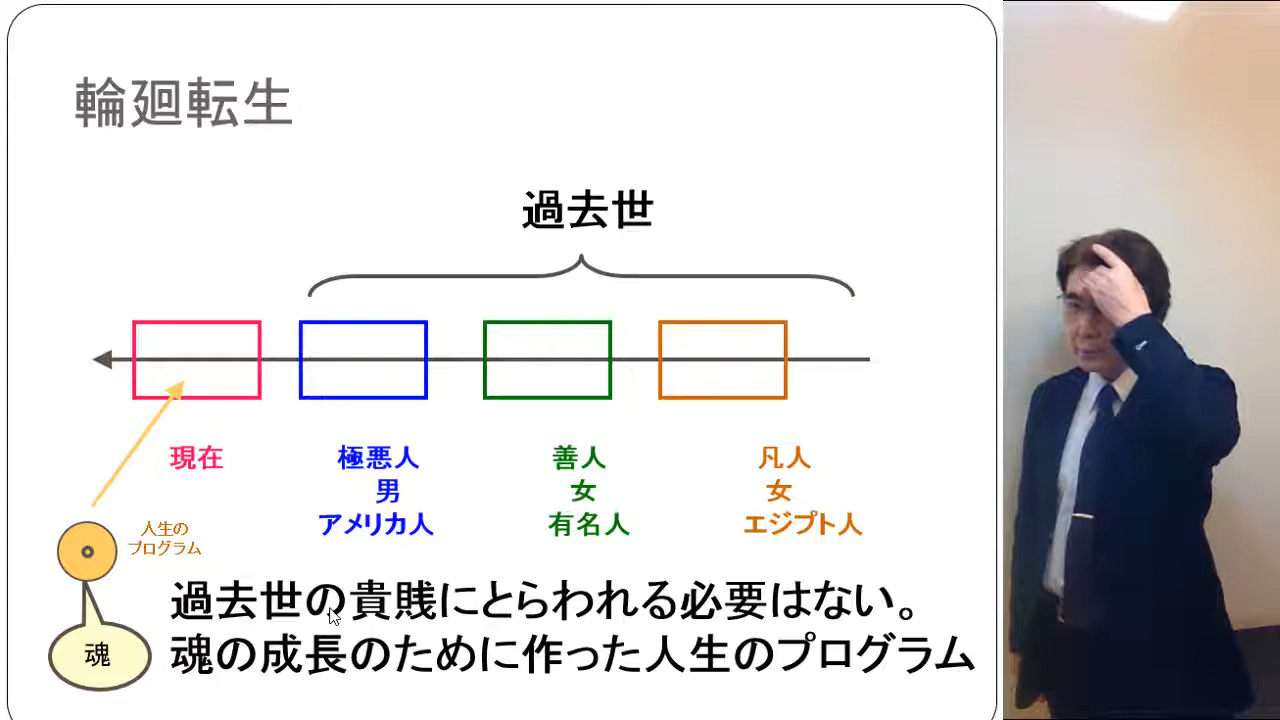 輪廻転生
過去世
現在
極悪人
男
アメリカ人
善人
女
有名人
凡人
女
エジプト人
人生の
プログラム
魂
過去世の貴賎にとらわれる必要はない。
魂の成長のために作った人生のプログラム